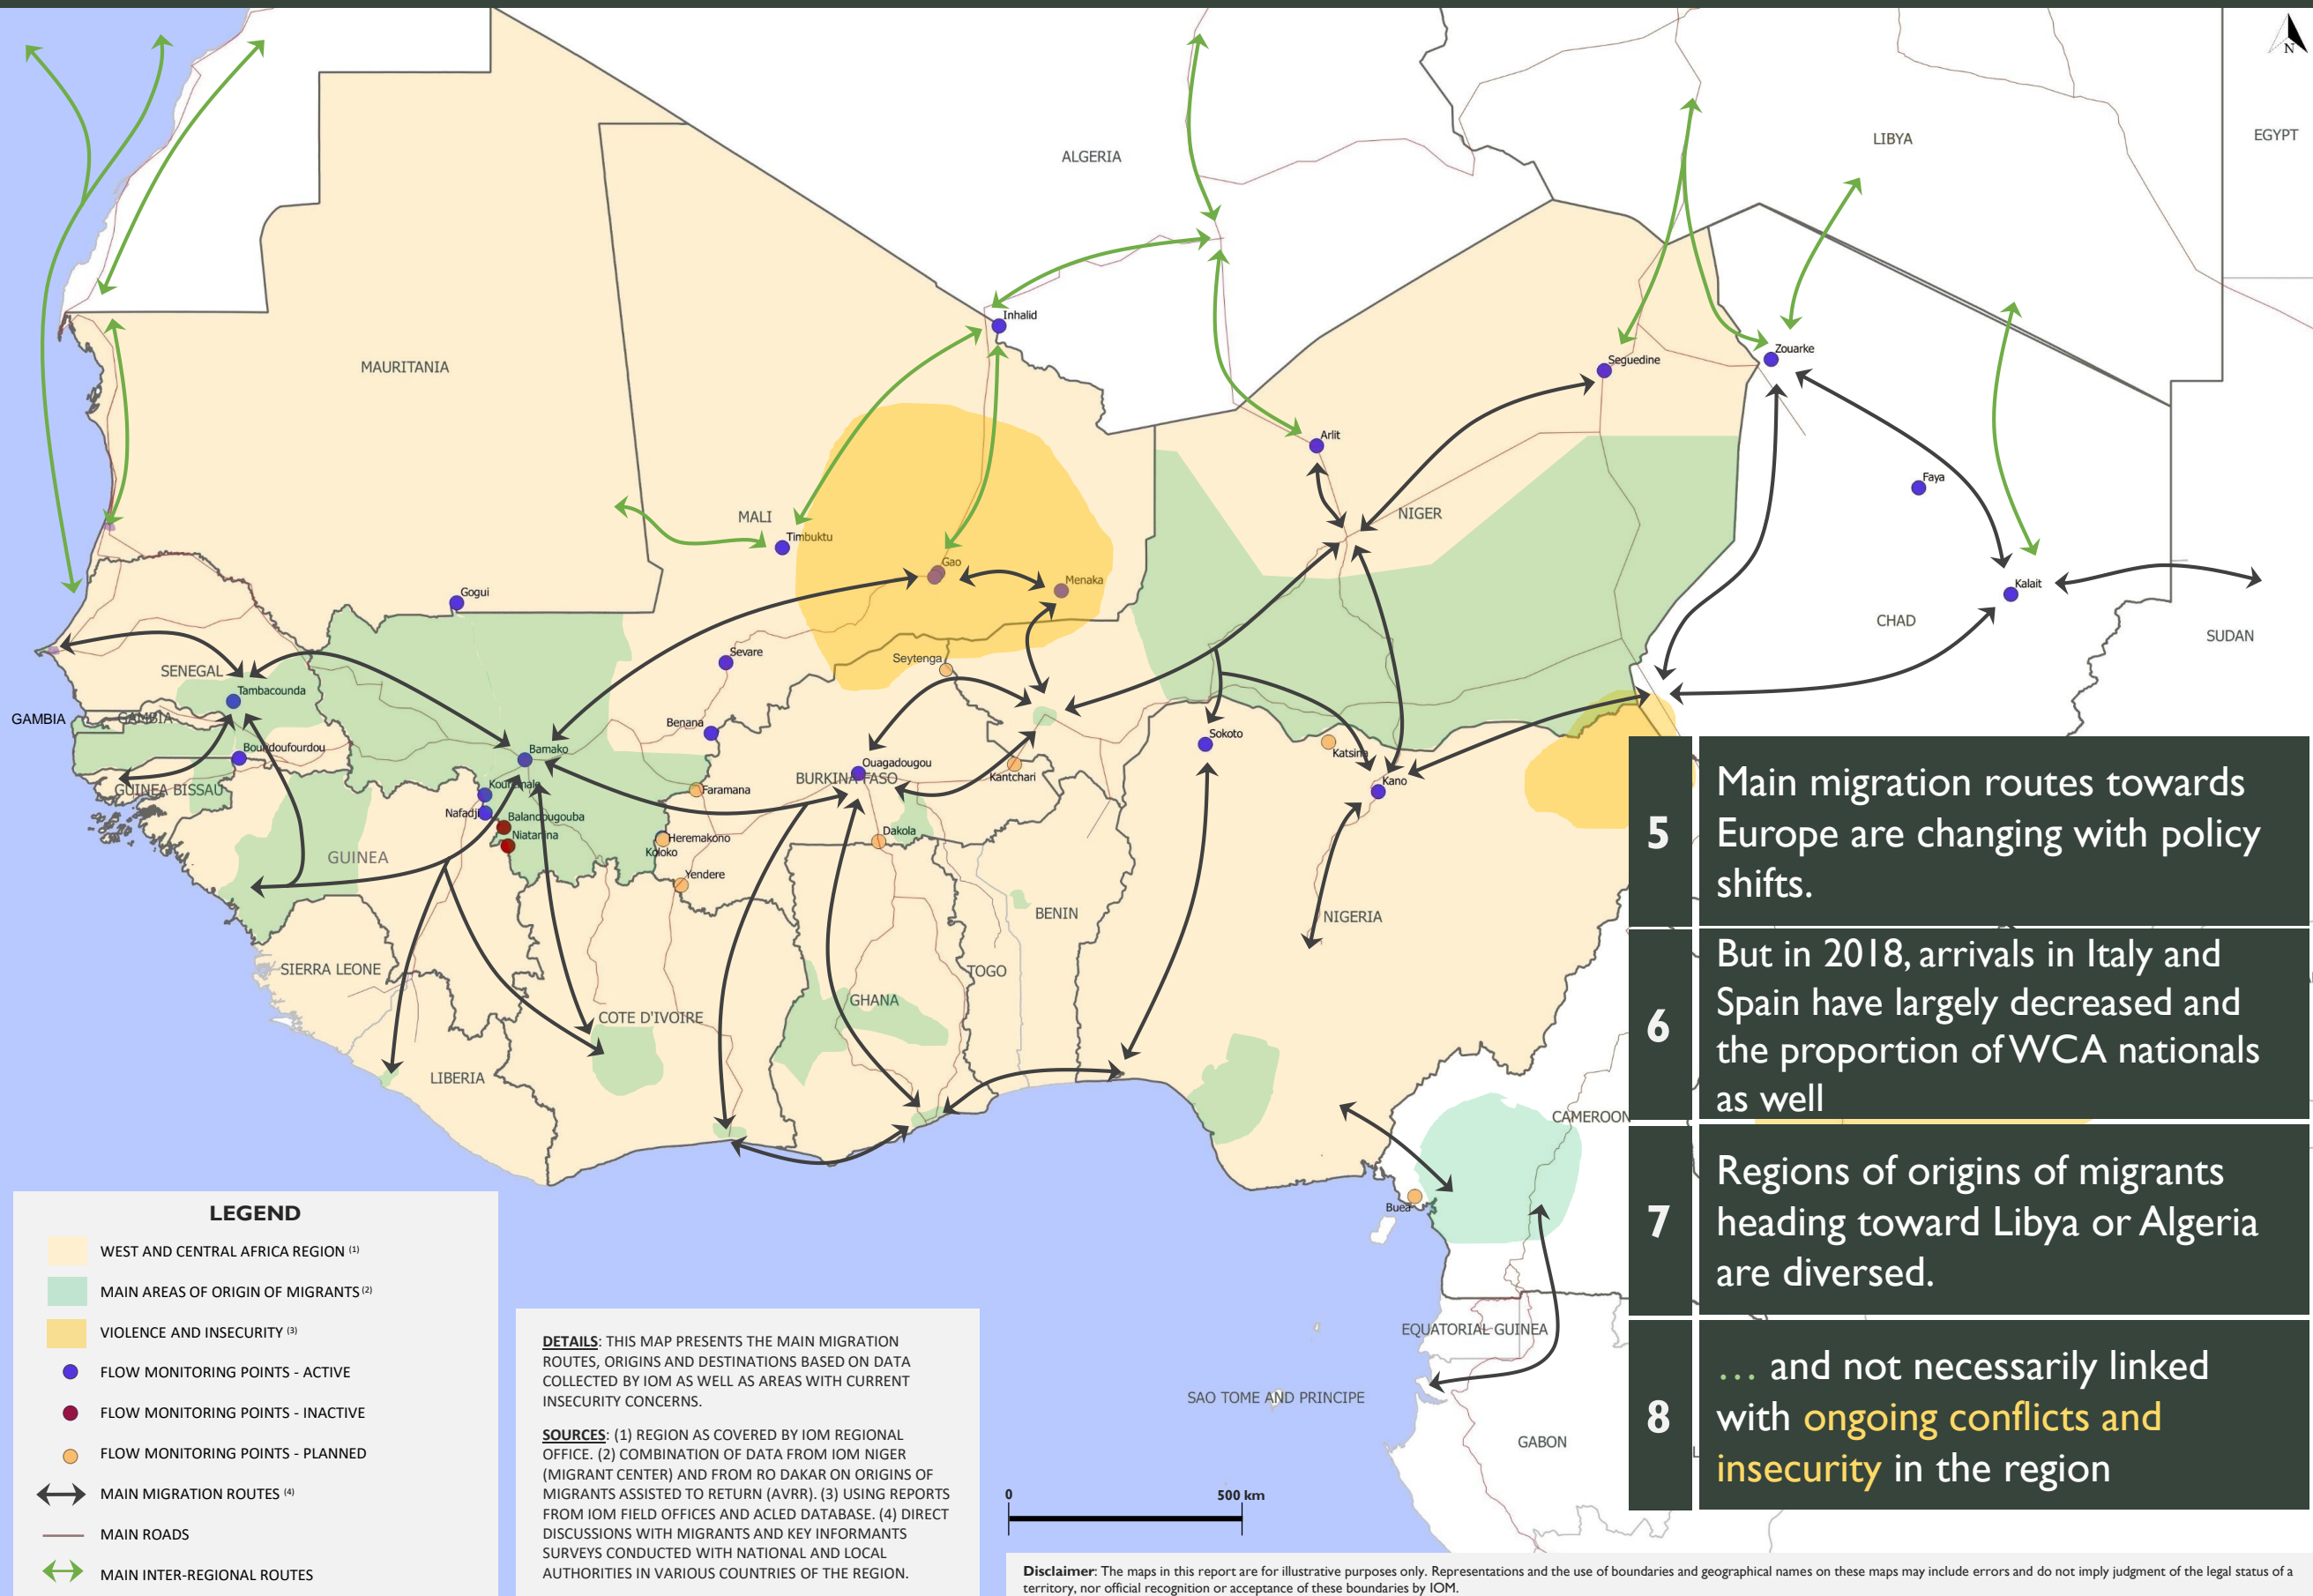 N
ALGERIA
LIBYA
EGYPT
Inhalid
MAURITANIA
Zouarke
Seguedine
Arlit
Faya
MALI
NIGER
Timbuktu
Gao
Menaka
Gogui
Kalait
CHAD
SUDAN
Sevare
Seytenga
SENEGAL
Tambacounda
GAMBIA
GAMBIA
Benana
Sokoto
Katsina
Bourdoufourdou
Bamako
Ouagadougou
BURKINA FASO
Kantchari
Kano
GUINEA BISSAU
Kouremale
Faramana
Nafadji
Balandougouba
Niatanina
Heremakono
Koloko
Dakola
GUINEA
Yendere
BENIN
NIGERIA
SIERRA LEONE
TOGO
GHANA
COTE D'IVOIRE
LIBERIA
CAMEROON
Buea
EQUATORIAL GUINEA
SAO TOME AND PRINCIPE
GABON
5
Main migration routes towards
Europe are changing with policy
shifts.
6
But in 2018, arrivals in Italy and
Spain have largely decreased and
the proportion of WCA nationals
as well
7
Regions of origins of migrants
heading toward Libya or Algeria
are diversed.
8
… and not necessarily linked
with ongoing conflicts and
insecurity in the region
LEGEND
WEST AND CENTRAL AFRICA REGION (1)
MAIN AREAS OF ORIGIN OF MIGRANTS (2)
VIOLENCE AND INSECURITY (3)
FLOW MONITORING POINTS - ACTIVE
FLOW MONITORING POINTS - INACTIVE
FLOW MONITORING POINTS - PLANNED
MAIN MIGRATION ROUTES (4)
MAIN ROADS
MAIN INTER-REGIONAL ROUTES
DETAILS: THIS MAP PRESENTS THE MAIN MIGRATION
ROUTES, ORIGINS AND DESTINATIONS BASED ON DATA
COLLECTED BY IOM AS WELL AS AREAS WITH CURRENT
INSECURITY CONCERNS.
SOURCES: (1) REGION AS COVERED BY IOM REGIONAL
OFFICE. (2) COMBINATION OF DATA FROM IOM NIGER
(MIGRANT CENTER) AND FROM RO DAKAR ON ORIGINS OF
MIGRANTS ASSISTED TO RETURN (AVRR). (3) USING REPORTS
FROM IOM FIELD OFFICES AND ACLED DATABASE. (4) DIRECT
DISCUSSIONS WITH MIGRANTS AND KEY INFORMANTS
SURVEYS CONDUCTED WITH NATIONAL AND LOCAL
AUTHORITIES IN VARIOUS COUNTRIES OF THE REGION.
0 500 km
Disclaimer: The maps in this report are for illustrative purposes only. Representations and the use of boundaries and geographical names on these maps may include errors and do not imply judgment of the legal status of a
territory, nor official recognition or acceptance of these boundaries by IOM.